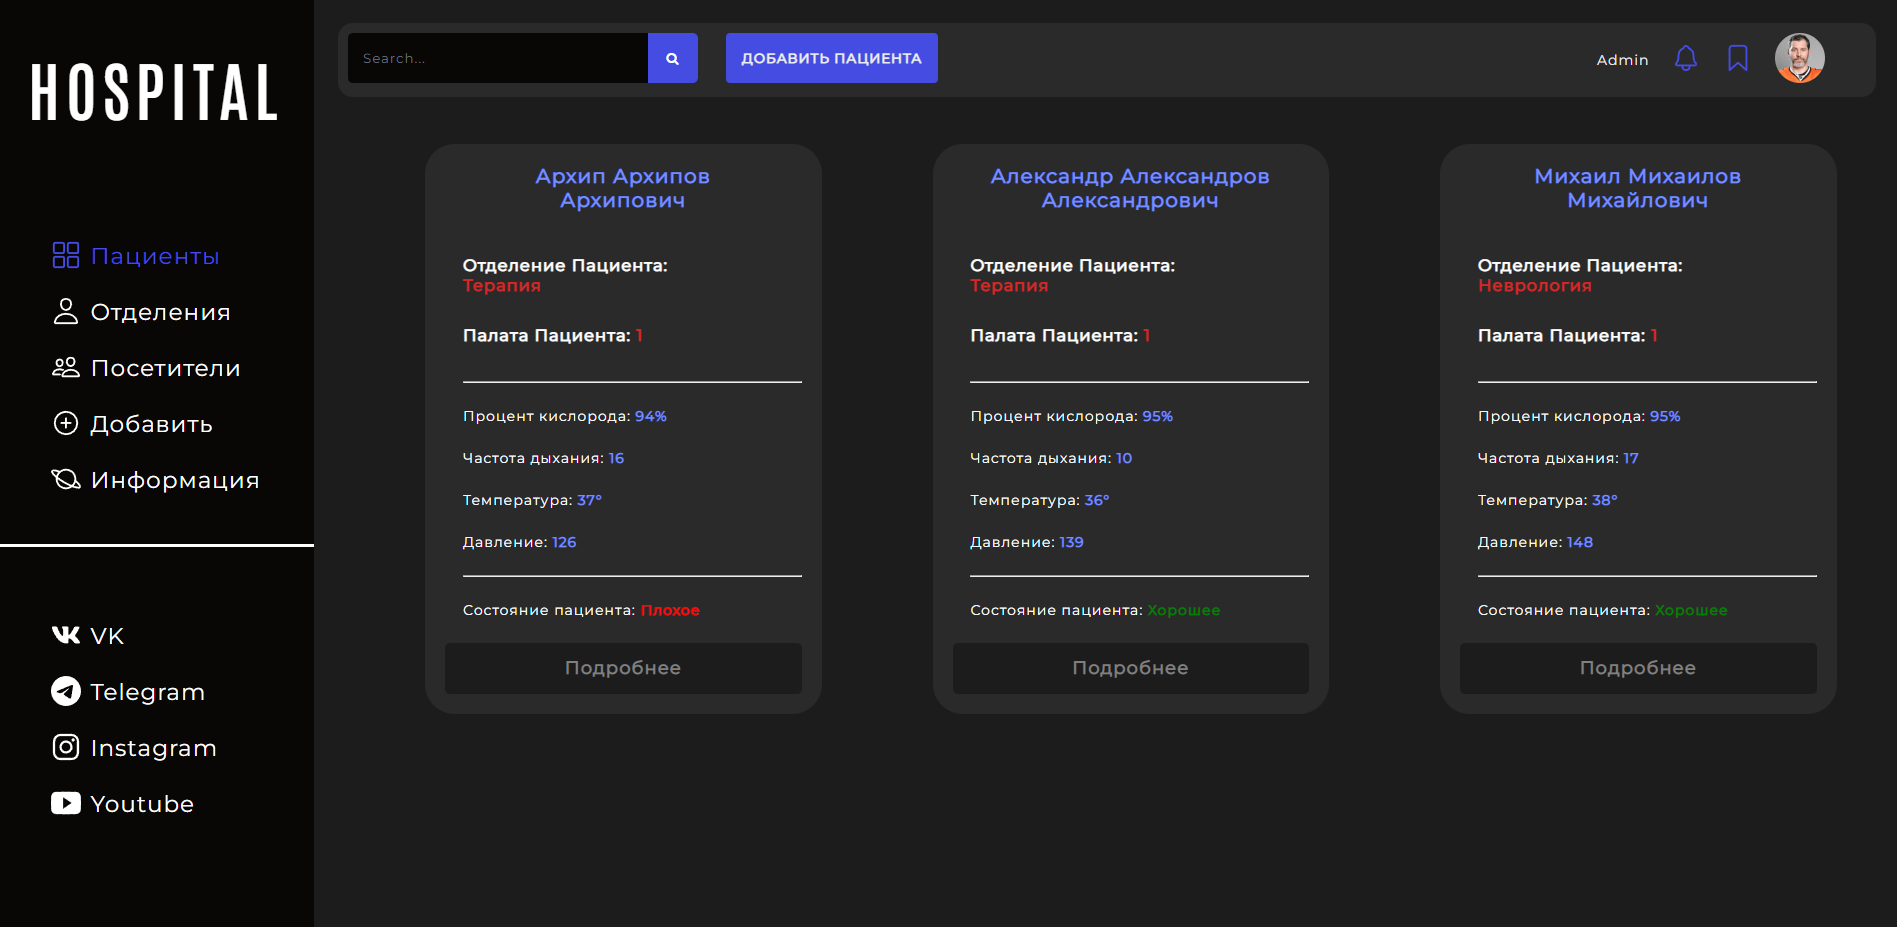 HOSPITAL
Пациенты
Отделения
Посетители
Добавить
Информация
VK
Telegram
Instagram
Youtube
Search...
ДОБАВИТЬ ПАЦИЕНТА
Admin
Архип Архипов
Архипович
Отделение Пациента:
Терапия
Палата Пациента: 1
Процент кислорода: 94%
Частота дыхания: 16
Температура: 37°
Давление: 126
Состояние пациента: Плохое
Подробнее
Александр Александров
Александрович
Отделение Пациента:
Терапия
Палата Пациента: 1
Процент кислорода: 95%
Частота дыхания: 10
Температура: 36°
Давление: 139
Состояние пациента: Хорошее
Подробнее
Михаил Михаилов
Михайлович
Отделение Пациента:
Неврология
Палата Пациента: 1
Процент кислорода: 95%
Частота дыхания: 17
Температура: 38°
Давление: 148
Состояние пациента: Хорошее
Подробнее